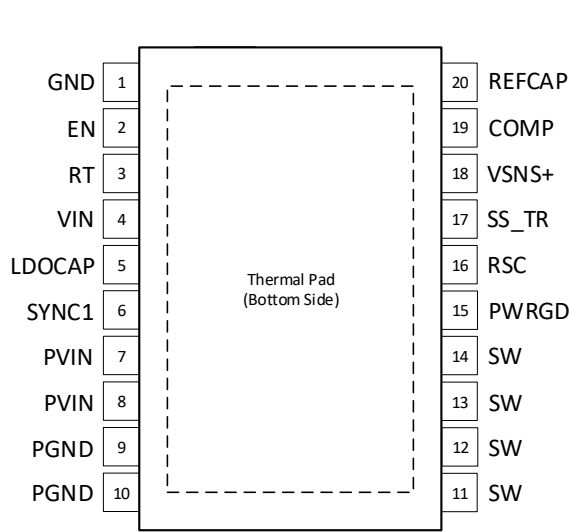 GND 1 20 REFCAP
EN 2 19 COMP
RT 3 18 VSNS+
VIN 4 17 SS_TR
LDOCAP 5 16 RSC
Thermal Pad
(Bottom Side)
SYNC1 6 15 PWRGD
PVIN 7 14 SW
PVIN 8 13 SW
PGND 9 12 SW
PGND 10 11 SW